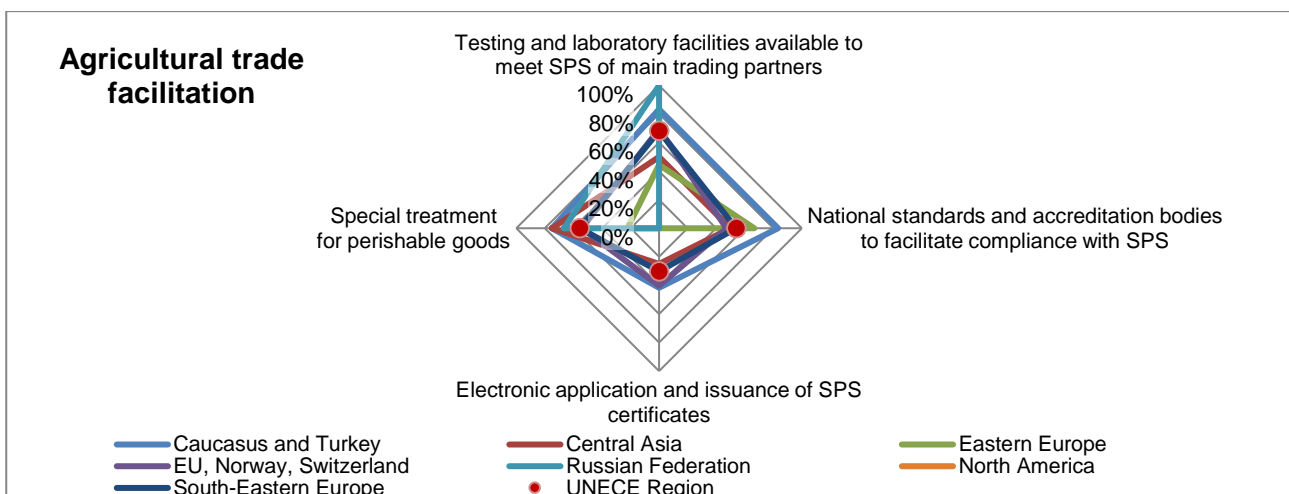 Agricultural trade
facilitation
Testing and laboratory facilities available to
meet SPS of main trading partners
100%
80%
60%
40%
20%
0%
Special treatment
for perishable goods
National standards and accreditation bodies
to facilitate compliance with SPS
Electronic application and issuance of SPS
certificates
Caucasus and Turkey
Central Asia
Eastern Europe
EU, Norway, Switzerland
Russian Federation
North America
South-Eastern Europe
UNECE Region